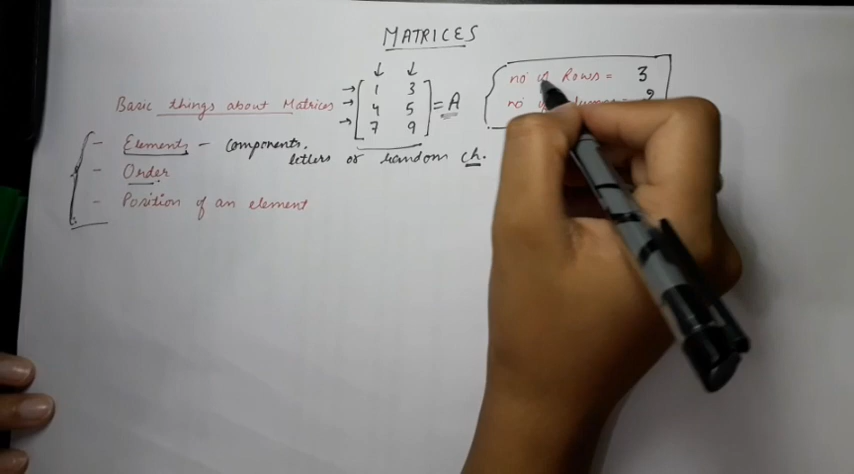 MATRICES
no of Rows = 3
Basic things about Matrices [1 3 = A
4 5
7 9]
no
- Elements - components.
letters or random ch.
- Order
- Position of an element